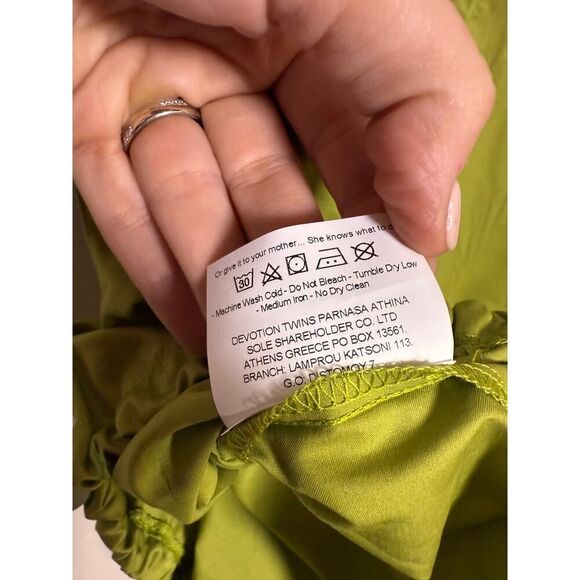 Or give it to your mother... She knows what to
30
- Machine Wash Cold - Do Not Bleach - Tumble Dry Low
- Medium Iron - No Dry Clean
DEVOTION TWINS PARNASA ATHINA
SOLE SHAREHOLDER CO. LTD
ATHENS GREECE PO BOX 13561.
BRANCH: LAMPROU KATSONI 113.
G.O: DISTOMOY 7